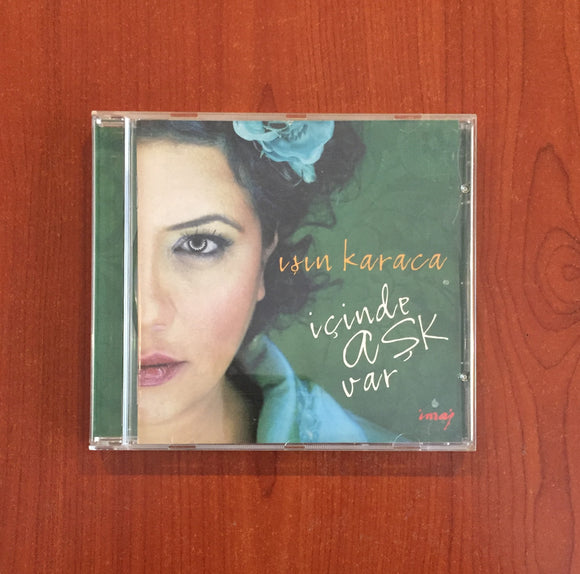 ışın karaca
içinde
AŞK
var
imaj